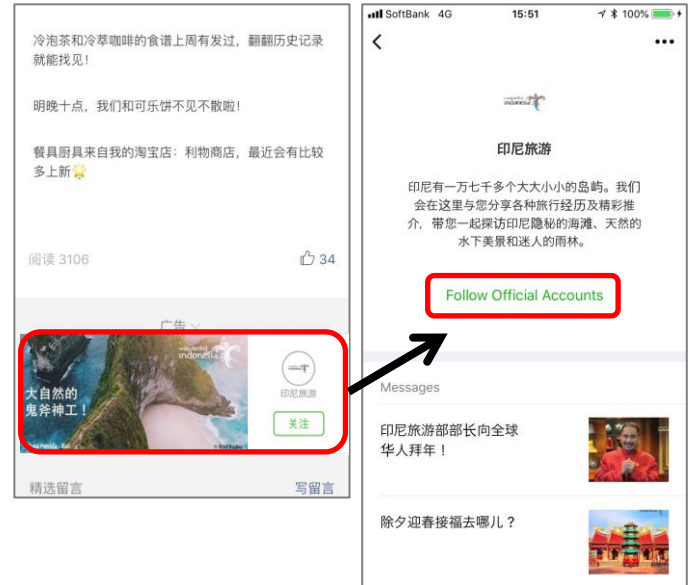 冷泡茶和冷萃咖啡的食谱上周有发过，翻翻历史记录
就能找见！
明晚十点，我们和可乐饼不见不散啦！
餐具厨具来自我的淘宝店：利物商店，最近会有比较
多上新🌟
阅读 3106
34
广告
wonderful
indonesia
大自然的
鬼斧神工！
印尼旅游
关注
精选留言
写留言
SoftBank 4G
15:51
100%
wonderful
indonesia
印尼旅游
印尼有一万七千多个大大小小的岛屿。我们
会在这里与您分享各种旅行经历及精彩推
介，带您一起探访印尼隐秘的海滩、天然的
水下美景和迷人的雨林。
Follow Official Accounts
Messages
印尼旅游部部长向全球
华人拜年！
除夕迎春接福去哪儿？